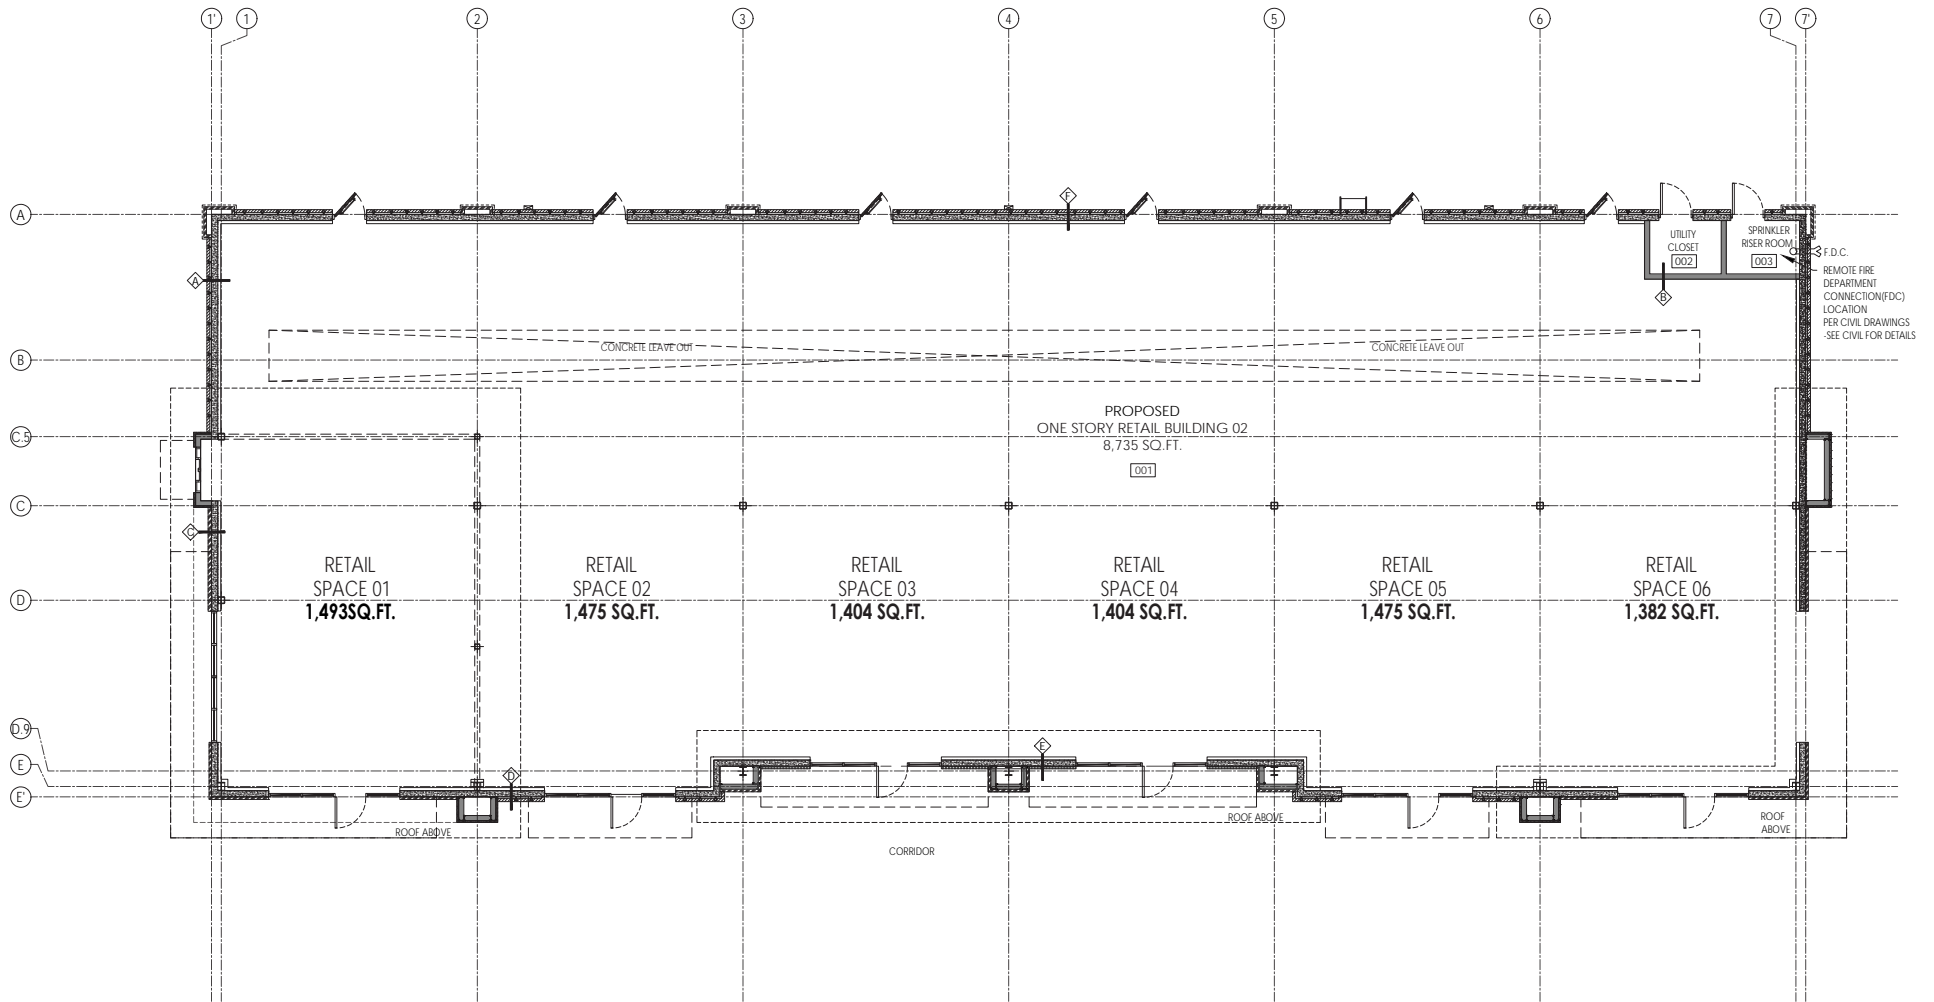 1' 1 2 3 4 5 6 7 7'
A
F
UTILITY
CLOSET
002
SPRINKLER
RISER ROOM
003
F.D.C.
REMOTE FIRE
DEPARTMENT
CONNECTION(FDC)
LOCATION
PER CIVIL DRAWINGS
-SEE CIVIL FOR DETAILS
A
B
B
CONCRETE LEAVE OUT
CONCRETE LEAVE OUT
PROPOSED
ONE STORY RETAIL BUILDING 02
8,735 SQ.FT.
001
C.5
C
C
D
RETAIL
SPACE 01
1,493SQ.FT.
RETAIL
SPACE 02
1,475 SQ.FT.
RETAIL
SPACE 03
1,404 SQ.FT.
RETAIL
SPACE 04
1,404 SQ.FT.
RETAIL
SPACE 05
1,475 SQ.FT.
RETAIL
SPACE 06
1,382 SQ.FT.
D.9
E
E'
E
D
ROOF ABOVE
ROOF ABOVE
ROOF
ABOVE
CORRIDOR